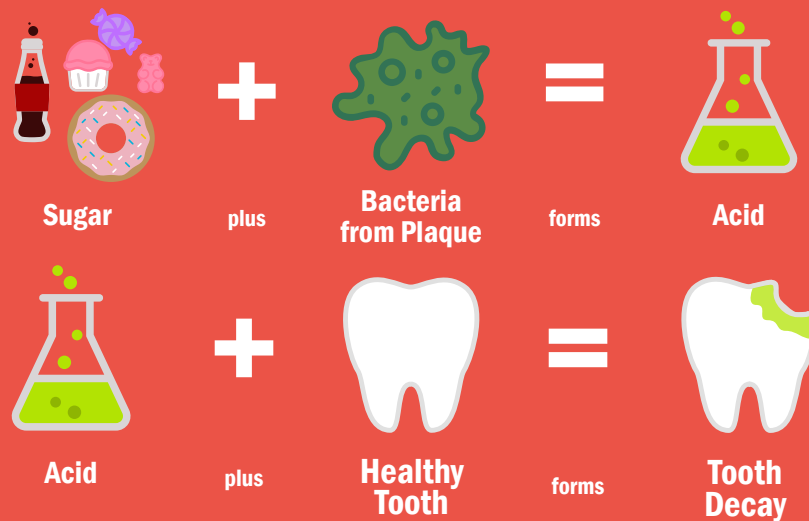 Sugar plus Bacteria forms Acid
from Plaque
Acid plus Healthy forms Tooth
Tooth Decay